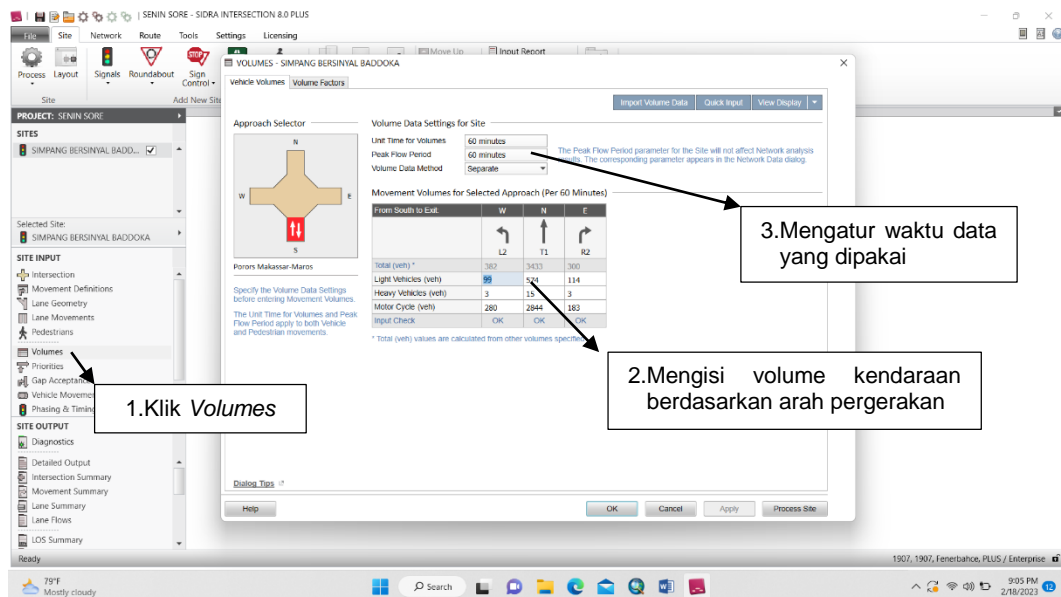 SENIN SORE - SIDRA INTERSECTION 8.0 PLUS
File Site Network Route Tools Settings Licensing
Process Layout Signals Roundabout Sign Control
STOP
Move Up Input Report
Site Add New Site
PROJECT: SENIN SORE
SITES
SIMPANG BERSINYAL BADD...
Selected Site:
SIMPANG BERSINYAL BADDOKA
SITE INPUT
Intersection
Movement Definitions
Lane Geometry
Lane Movements
Pedestrians
Volumes
Priorities
Gap Acceptance
Vehicle Movement
Phasing & Timing
SITE OUTPUT
Diagnostics
Detailed Output
Intersection Summary
Movement Summary
Lane Summary
Lane Flows
LOS Summary
Ready
VOLUMES - SIMPANG BERSINYAL BADDOKA
Vehicle Volumes Volume Factors
Import Volume Data Quick Input View Display
Approach Selector
N
W E
S
Porors Makassar-Maros
Specify the Volume Data Settings
before entering Movement Volumes.
The Unit Time for Volumes and Peak
Flow Period apply to both Vehicle
and Pedestrian movements.
Volume Data Settings for Site
Unit Time for Volumes 60 minutes
Peak Flow Period 60 minutes
Volume Data Method Separate
The Peak Flow Period parameter for the Site will not affect Network analysis
results. The corresponding parameter appears in the Network Data dialog.
Movement Volumes for Selected Approach (Per 60 Minutes)
From South to Exit: W N E
L2 T1 R2
Total (veh) * 382 3433 300
Light Vehicles (veh) 99 574 114
Heavy Vehicles (veh) 3 15 3
Motor Cycle (veh) 280 2844 183
Input Check OK OK OK
* Total (veh) values are calculated from other volumes specified
Dialog Tips
Help OK Cancel Apply Process Site
1.Klik Volumes
2.Mengisi volume kendaraan
berdasarkan arah pergerakan
3.Mengatur waktu data
yang dipakai
1907, 1907, Fenerbahce, PLUS / Enterprise
79°F
Mostly cloudy
Search
9:05 PM
2/18/2023
12